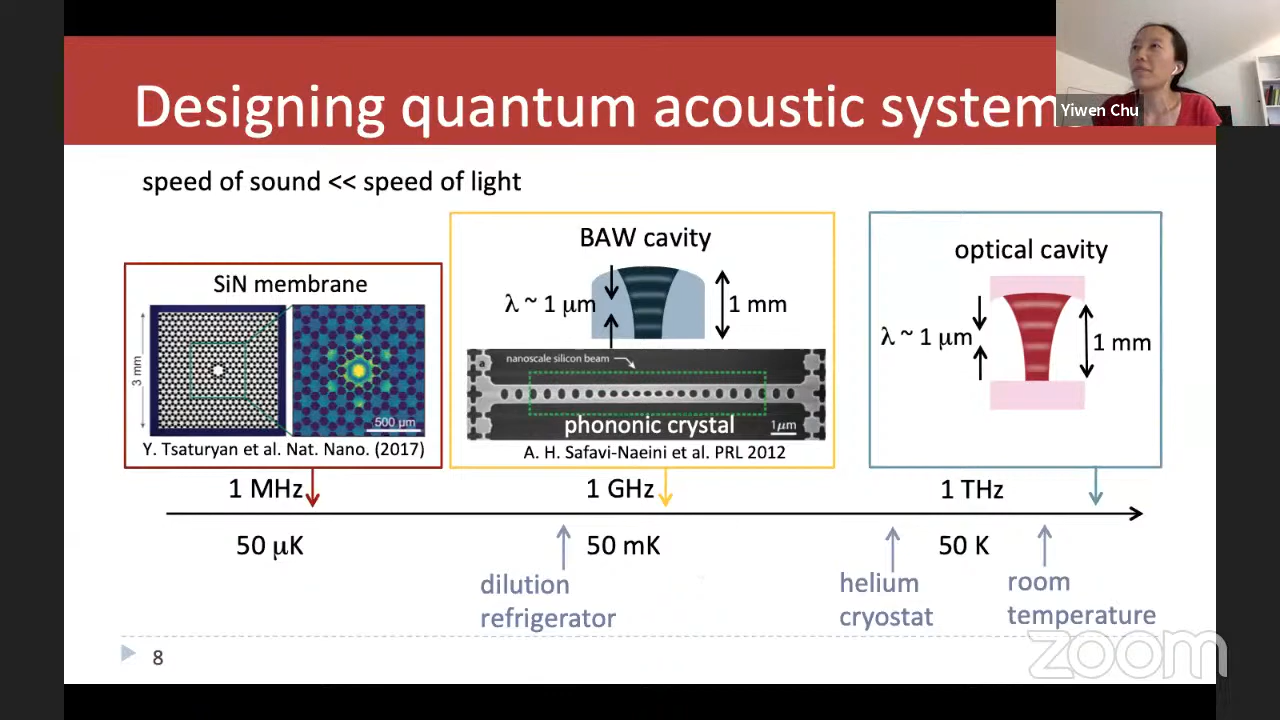 Designing quantum acoustic system
Yiwen Chu
speed of sound << speed of light
SiN membrane
3 mm
500 μm
Y. Tsaturyan et al. Nat. Nano. (2017)
BAW cavity
λ ~ 1 μm
1 mm
a
nanoscale silicon beam
phononic crystal
1μm
A. H. Safavi-Naeini et al. PRL 2012
optical cavity
λ ~ 1 μm
1 mm
1 MHz
1 GHz
1 THz
50 μK
50 mK
50 K
dilution
refrigerator
helium
cryostat
room
temperature
8
zoom